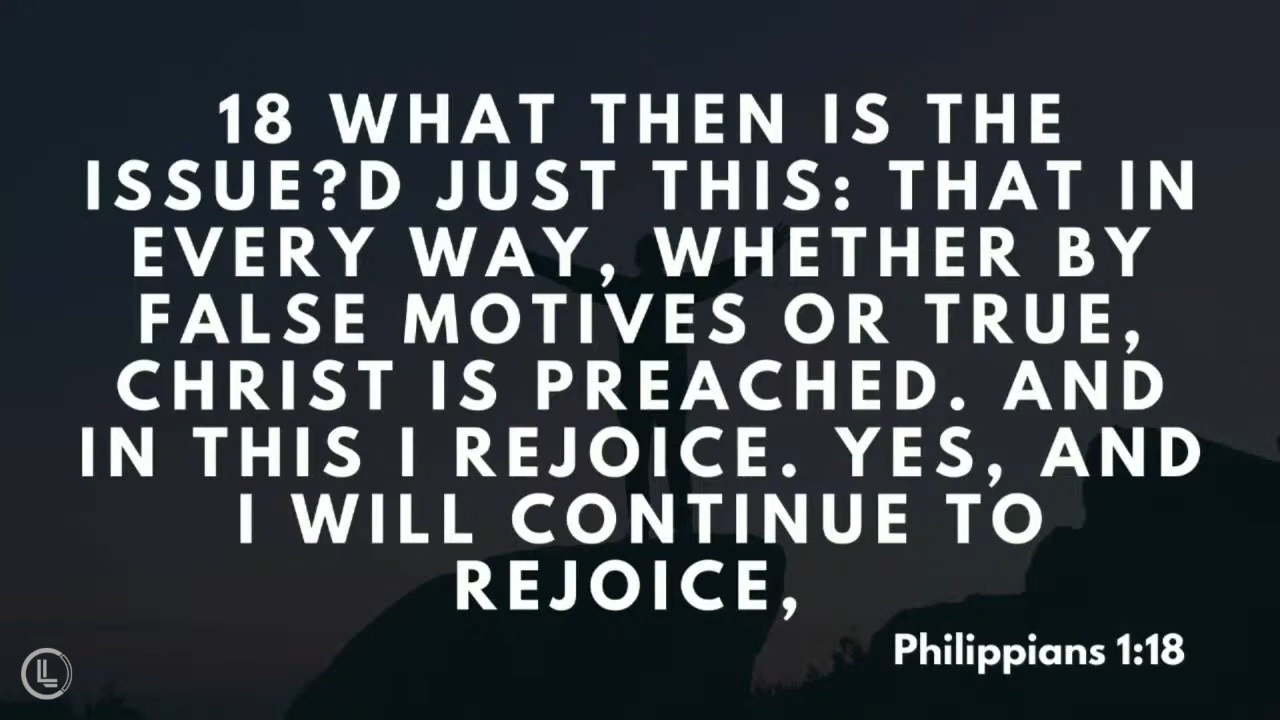 18 WHAT THEN IS THE
ISSUE?D JUST THIS: THAT IN
EVERY WAY, WHETHER BY
FALSE MOTIVES OR TRUE,
CHRIST IS PREACHED. AND
IN THIS I REJOICE. YES, AND
I WILL CONTINUE TO
REJOICE,
Philippians 1:18